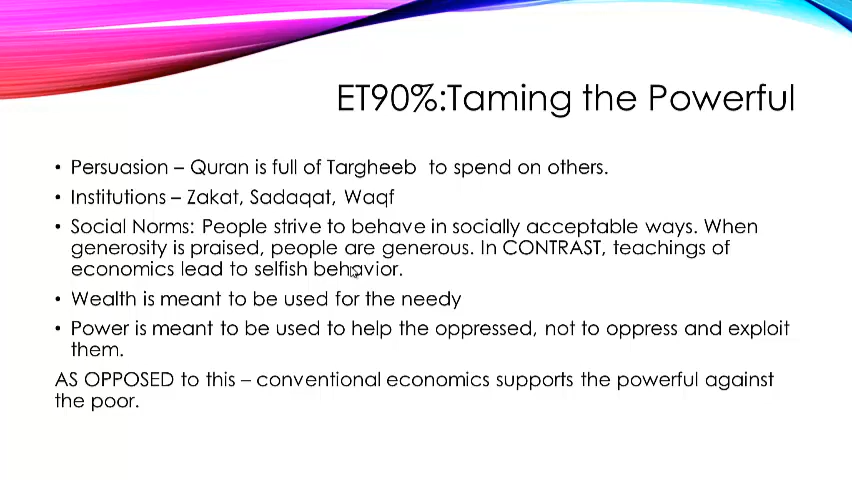 ET90%:Taming the Powerful
• Persuasion – Quran is full of Targheeb to spend on others.
• Institutions – Zakat, Sadaqat, Waqf
• Social Norms: People strive to behave in socially acceptable ways. When
generosity is praised, people are generous. In CONTRAST, teachings of
economics lead to selfish behavior.
• Wealth is meant to be used for the needy
• Power is meant to be used to help the oppressed, not to oppress and exploit
them.
AS OPPOSED to this – conventional economics supports the powerful against
the poor.